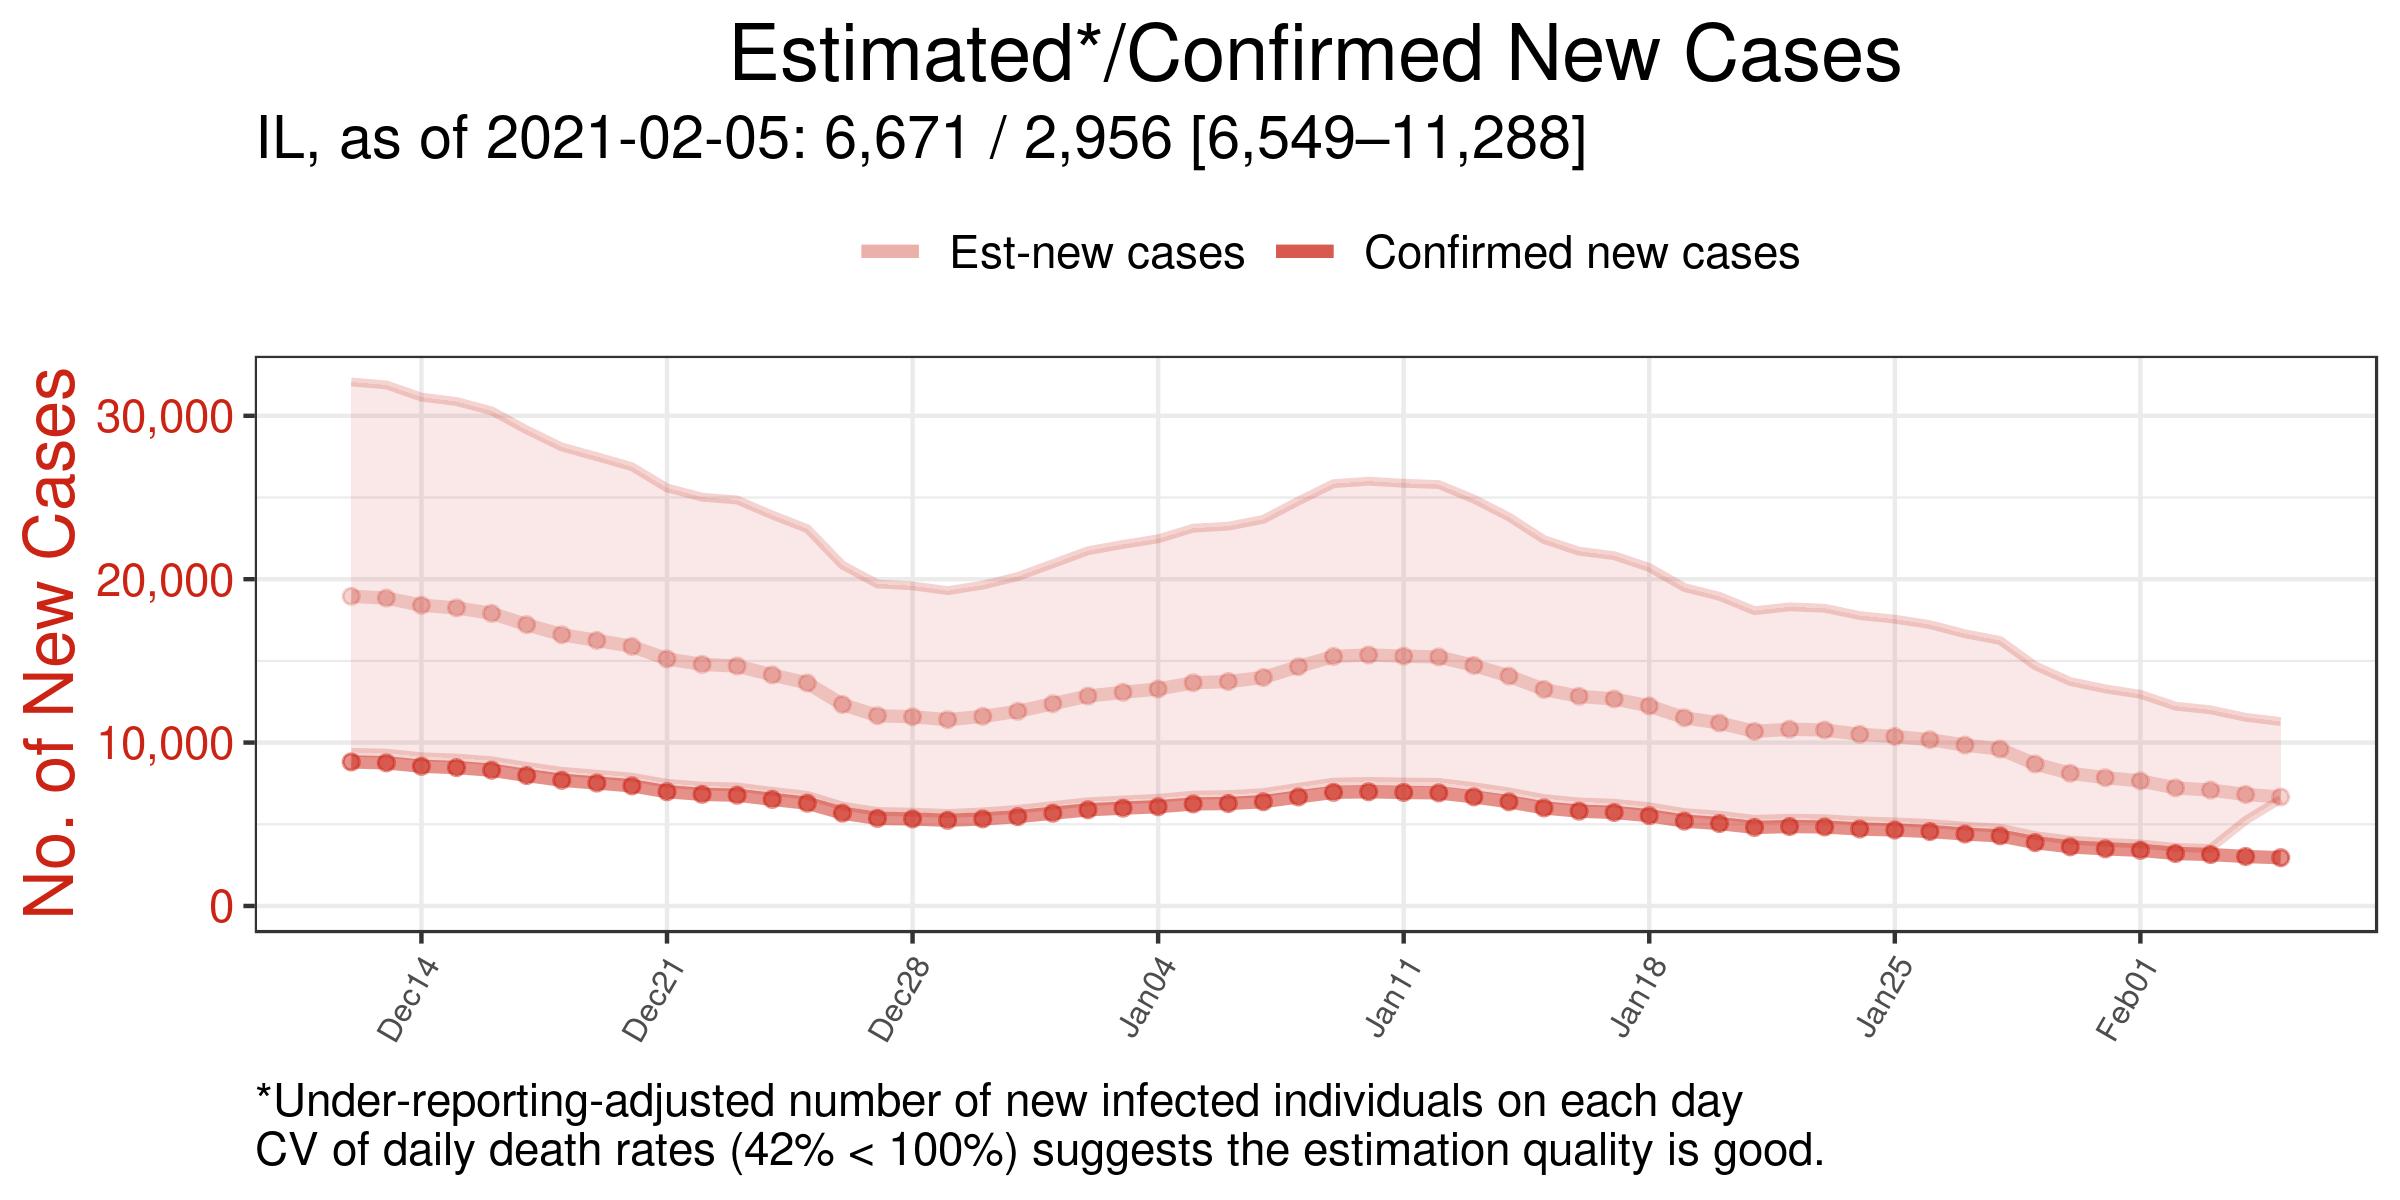 Estimated*/Confirmed New Cases
IL, as of 2021-02-05: 6,671 / 2,956 [6,549–11,288]
Est-new cases
Confirmed new cases
No. of New Cases
30,000
20,000
10,000
0
Dec14
Dec21
Dec28
Jan04
Jan11
Jan18
Jan25
Feb01
*Under-reporting-adjusted number of new infected individuals on each day
CV of daily death rates (42% < 100%) suggests the estimation quality is good.